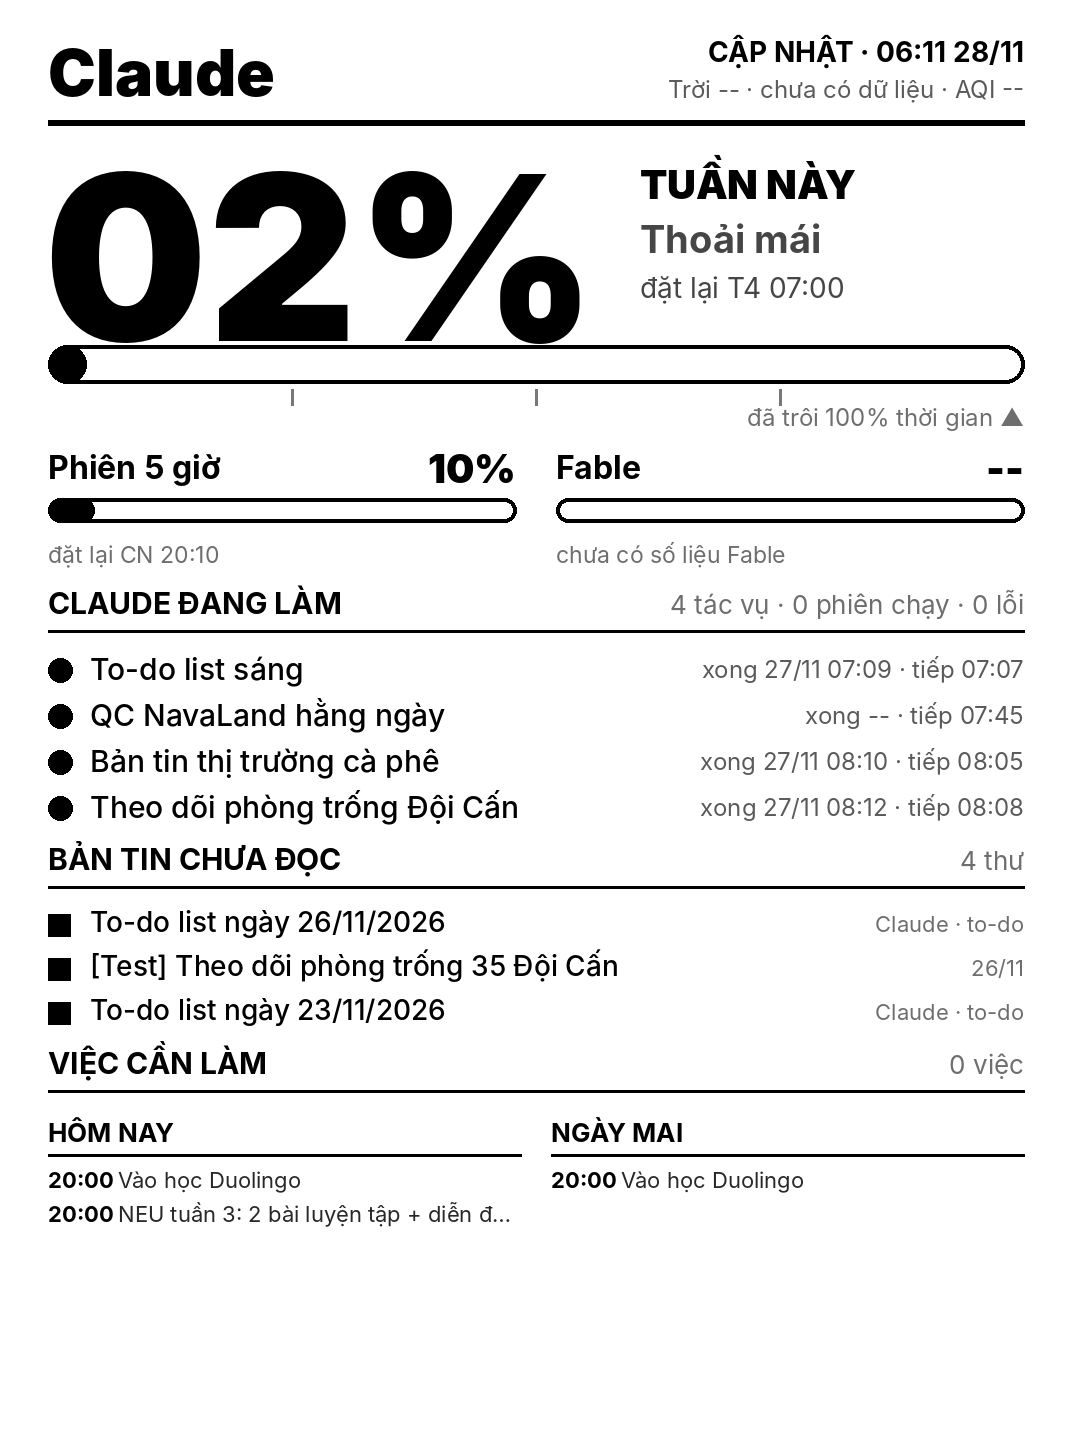 Claude
CẬP NHẬT · 06:11 28/11
Trời -- · chưa có dữ liệu · AQI --
02%
TUẦN NÀY
Thoải mái
đặt lại T4 07:00
đã trôi 100% thời gian ▲
Phiên 5 giờ 10%
đặt lại CN 20:10
Fable --
chưa có số liệu Fable
CLAUDE ĐANG LÀM 4 tác vụ · 0 phiên chạy · 0 lỗi
To-do list sáng xong 27/11 07:09 · tiếp 07:07
QC NavaLand hằng ngày xong -- · tiếp 07:45
Bản tin thị trường cà phê xong 27/11 08:10 · tiếp 08:05
Theo dõi phòng trống Đội Cấn xong 27/11 08:12 · tiếp 08:08
BẢN TIN CHƯA ĐỌC 4 thư
To-do list ngày 26/11/2026 Claude · to-do
[Test] Theo dõi phòng trống 35 Đội Cấn 26/11
To-do list ngày 23/11/2026 Claude · to-do
VIỆC CẦN LÀM 0 việc
HÔM NAY
20:00 Vào học Duolingo
20:00 NEU tuần 3: 2 bài luyện tập + diễn đ...
NGÀY MAI
20:00 Vào học Duolingo